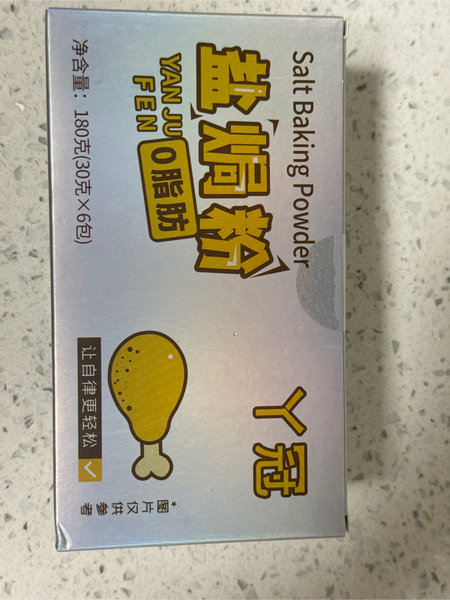 丫冠
Salt Baking Powder
盐焗粉
YAN JU
FEN
0脂肪
净含量：180克(30克×6包)
让自律更轻松
*图片仅供参考